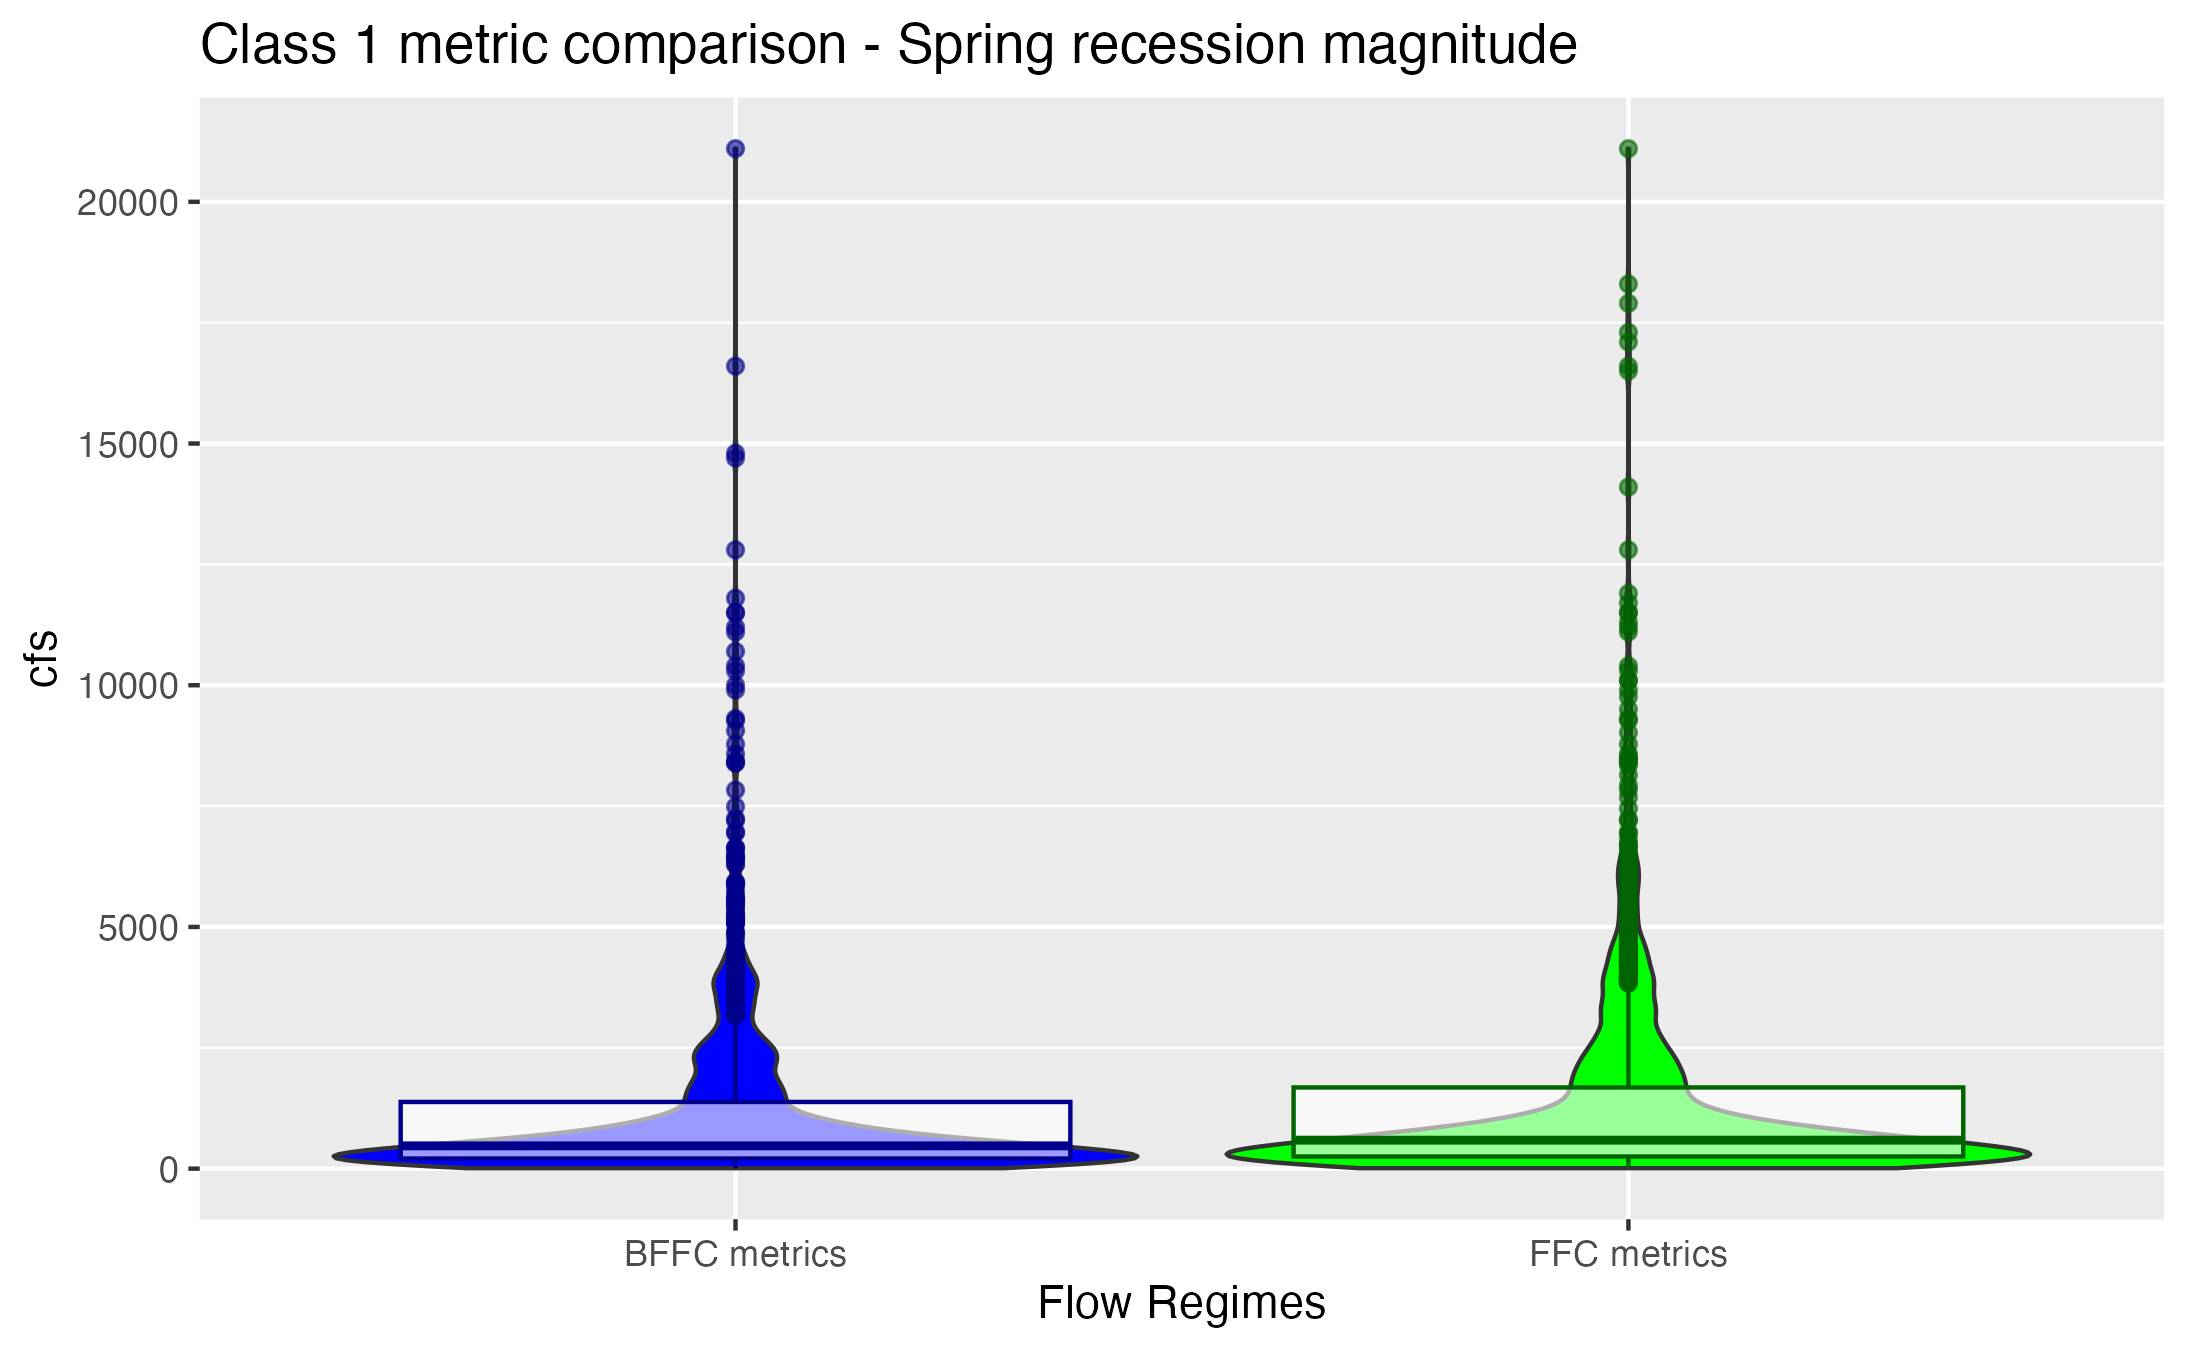 Class 1 metric comparison - Spring recession magnitude
cfs
20000
15000
10000
5000
0
BFFC metrics
FFC metrics
Flow Regimes